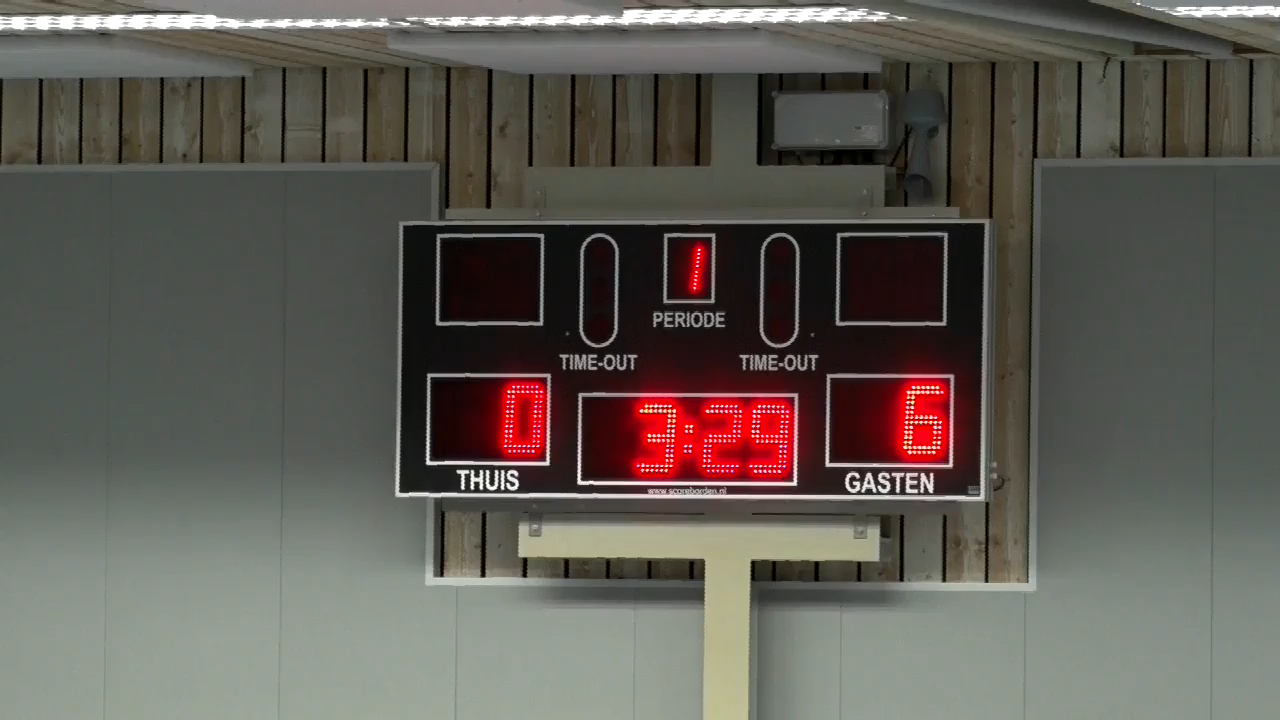 1
PERIODE
TIME-OUT TIME-OUT
0 3:29 6
THUIS GASTEN
www.scoreborden.nl